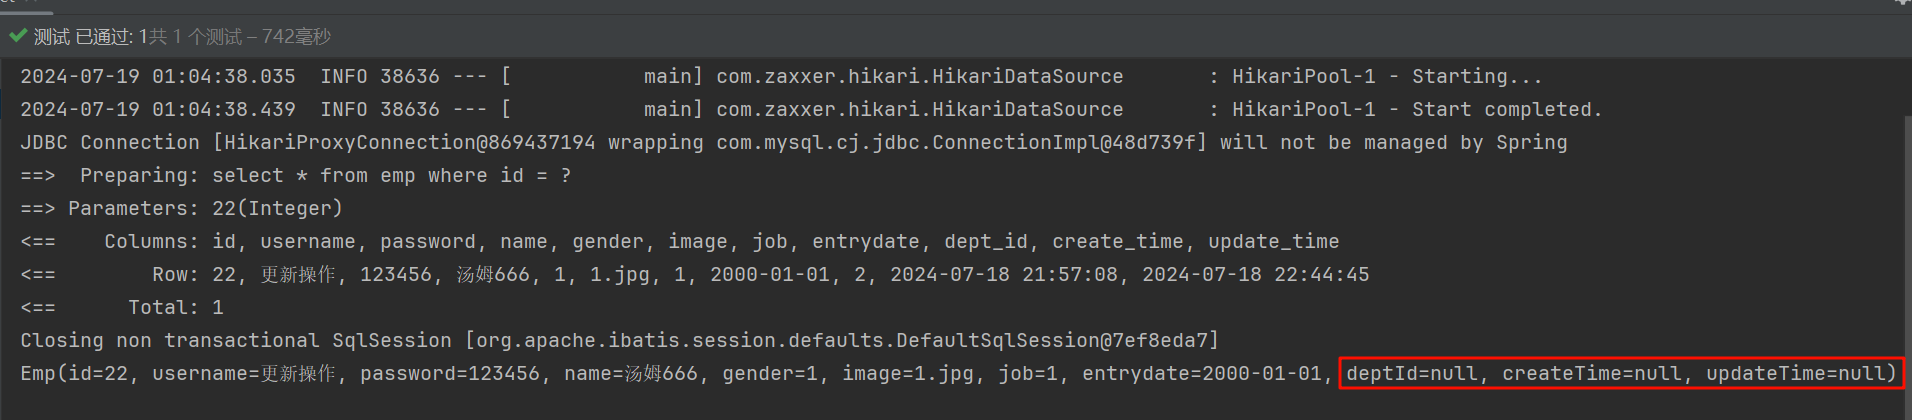 测试 已通过: 1共 1 个测试 – 742毫秒
2024-07-19 01:04:38.035  INFO 38636 --- [           main] com.zaxxer.hikari.HikariDataSource       : HikariPool-1 - Starting...
2024-07-19 01:04:38.439  INFO 38636 --- [           main] com.zaxxer.hikari.HikariDataSource       : HikariPool-1 - Start completed.
JDBC Connection [HikariProxyConnection@869437194 wrapping com.mysql.cj.jdbc.ConnectionImpl@48d739f] will not be managed by Spring
==>  Preparing: select * from emp where id = ?
==> Parameters: 22(Integer)
<==    Columns: id, username, password, name, gender, image, job, entrydate, dept_id, create_time, update_time
<==        Row: 22, 更新操作, 123456, 汤姆666, 1, 1.jpg, 1, 2000-01-01, 2, 2024-07-18 21:57:08, 2024-07-18 22:44:45
<==      Total: 1
Closing non transactional SqlSession [org.apache.ibatis.session.defaults.DefaultSqlSession@7ef8eda7]
Emp(id=22, username=更新操作, password=123456, name=汤姆666, gender=1, image=1.jpg, job=1, entrydate=2000-01-01, deptId=null, createTime=null, updateTime=null)